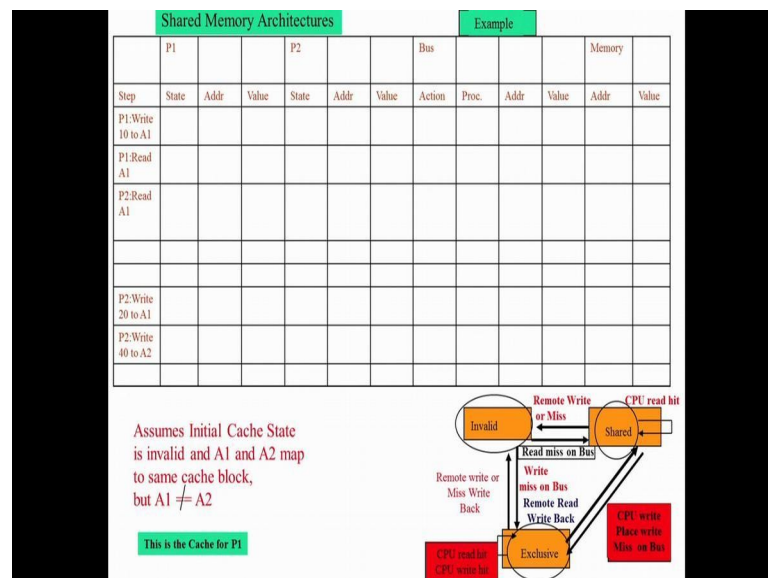 Shared Memory Architectures
Example
P1 P2 Bus Memory
Step State Addr Value State Addr Value Action Proc. Addr Value Addr Value
P1:Write
10 to A1
P1:Read
A1
P2:Read
A1
P2:Write
20 to A1
P2:Write
40 to A2
Assumes Initial Cache State
is invalid and A1 and A2 map
to same cache block,
but A1 ≠ A2
This is the Cache for P1
Invalid
Remote Write
or Miss
CPU read hit
Shared
Read miss on Bus
Write
miss on Bus
Remote write or
Miss Write
Back
Remote Read
Write Back
CPU read hit
CPU write hit
Exclusive
CPU write
Place write
Miss on Bus